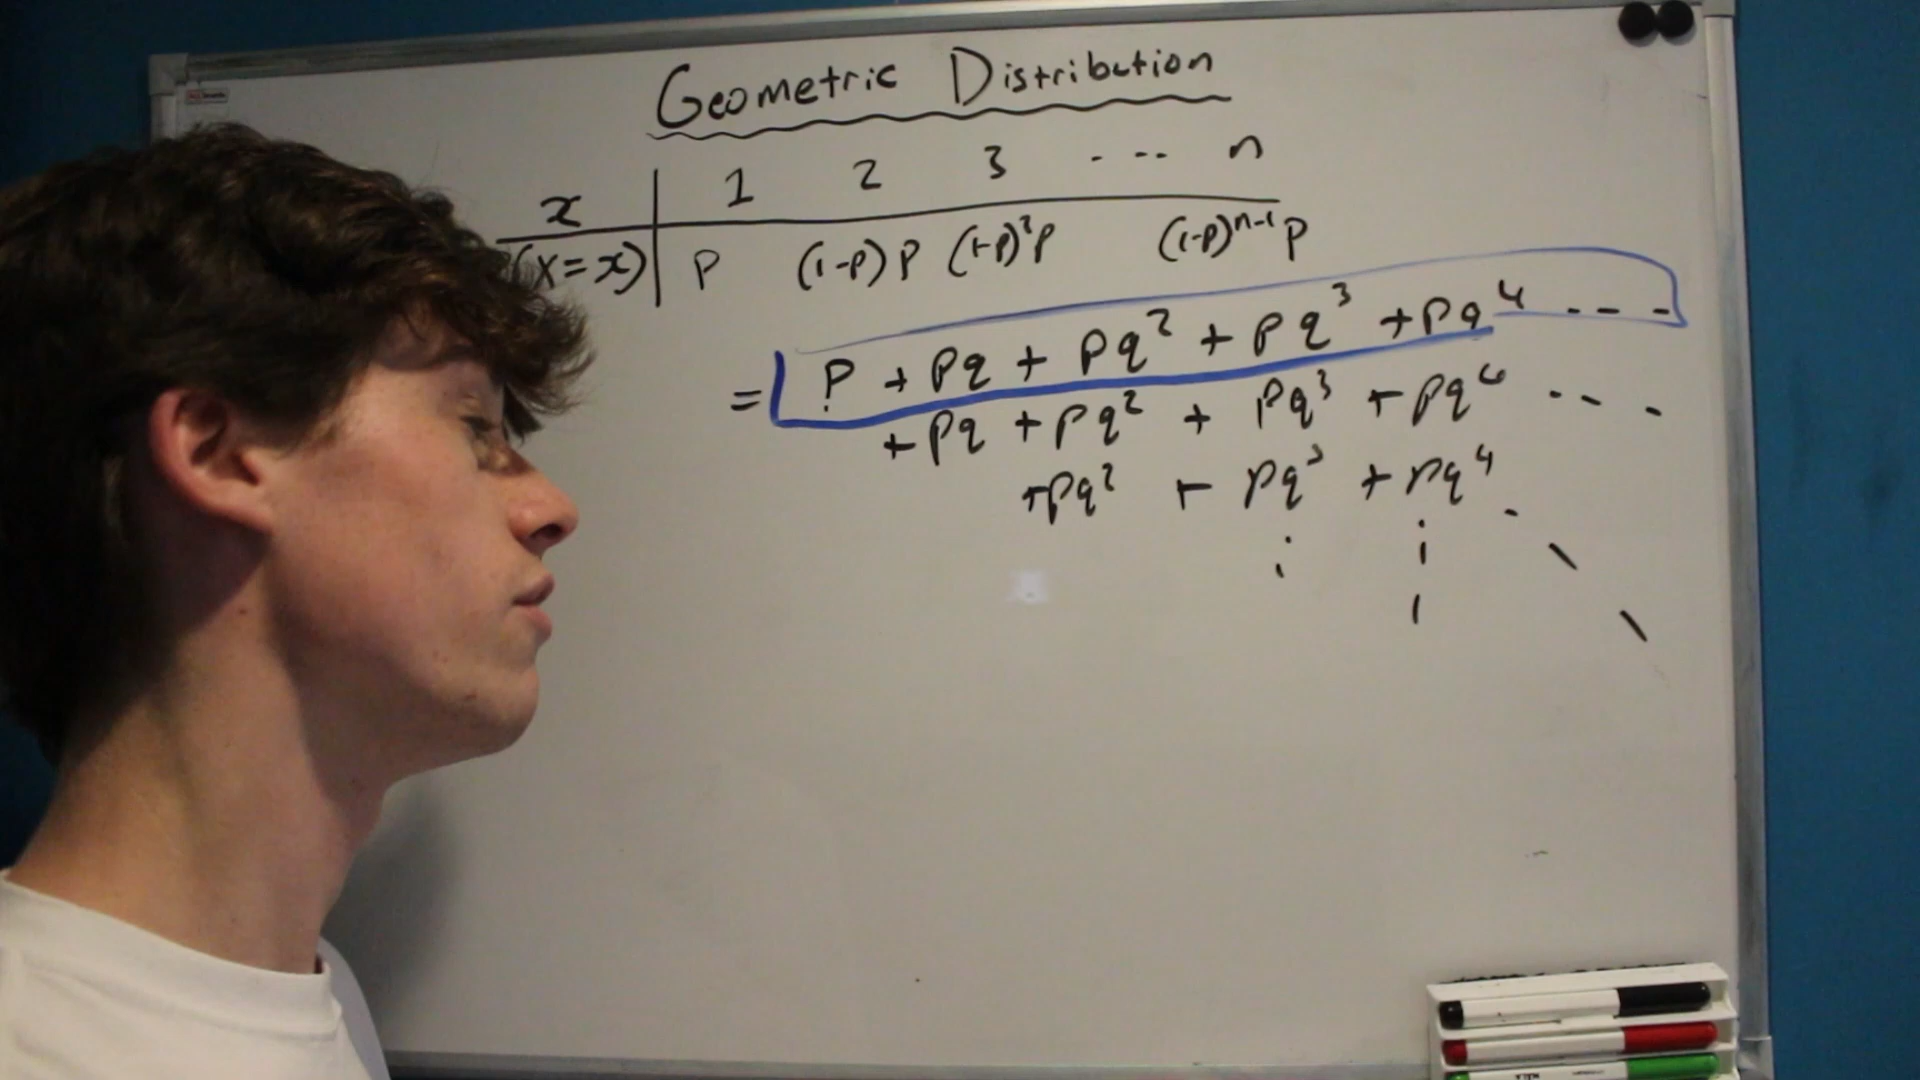 Geometric Distribution
x | 1 2 3 - -- n
(X=x) | p (1-p)p (1-p)²p (1-p)ⁿ⁻¹p
= p + pq + pq² + pq³ + pq⁴ - - -
+ pq + pq² + pq³ + pq⁴ - - -
+pq² + pq³ + pq⁴